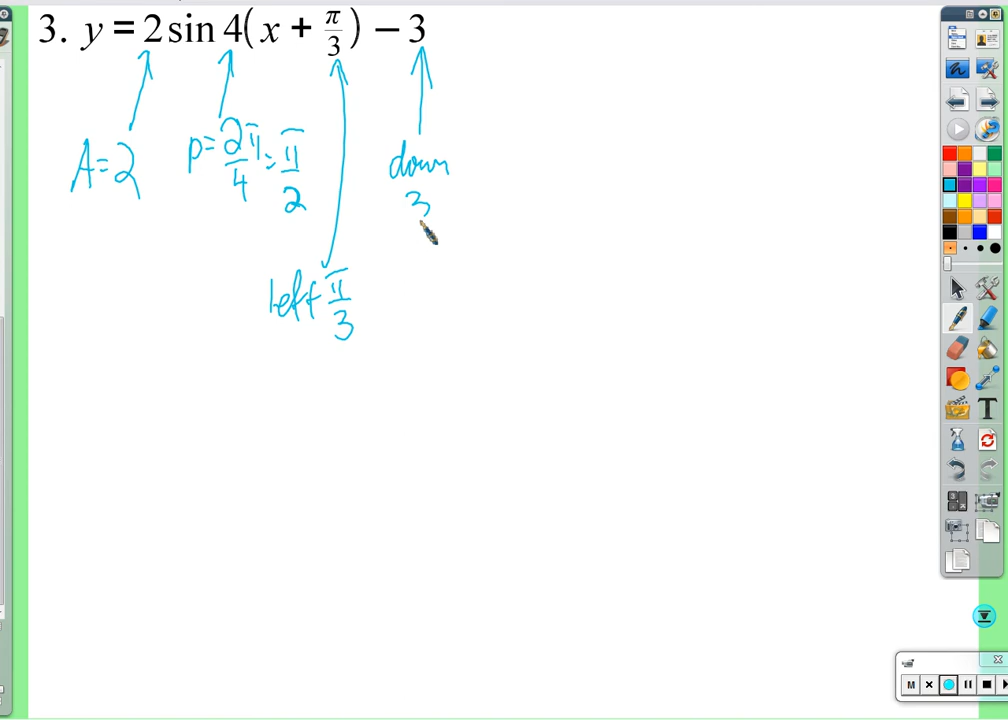 3. y = 2 sin 4(x + π/3) − 3
A = 2
P = 2π/4 = π/2
down 3
left π/3
T
M